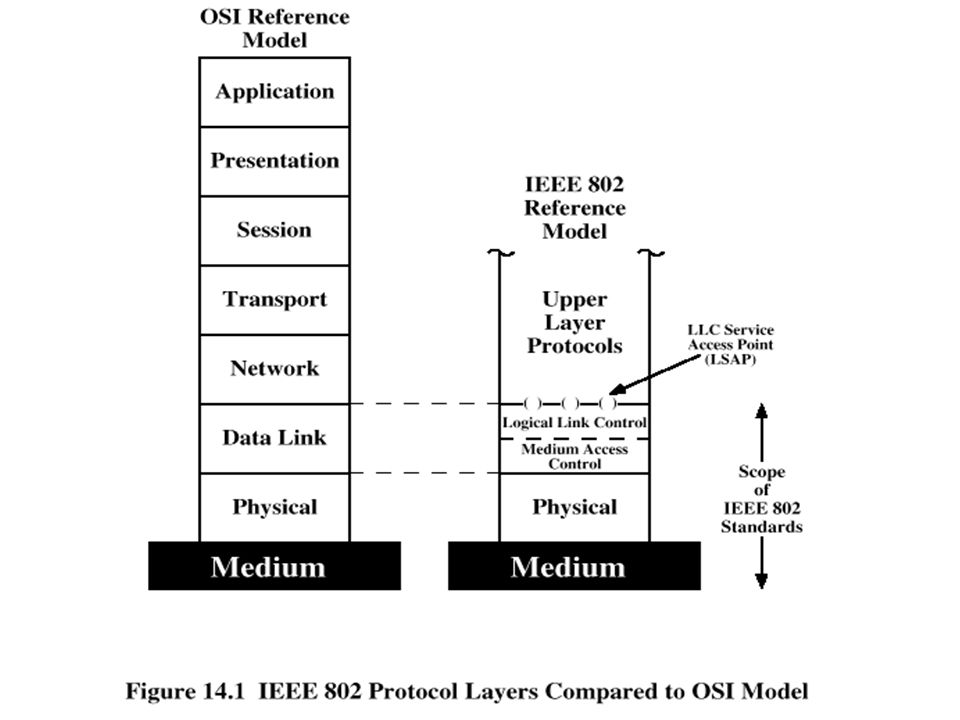 OSI Reference
Model
Application
Presentation
Session
Transport
Network
Data Link
Physical
Medium
IEEE 802
Reference
Model
Upper
Layer
Protocols
LLC Service
Access Point
(LSAP)
Logical Link Control
Medium Access
Control
Physical
Medium
Scope
of
IEEE 802
Standards
Figure 14.1 IEEE 802 Protocol Layers Compared to OSI Model